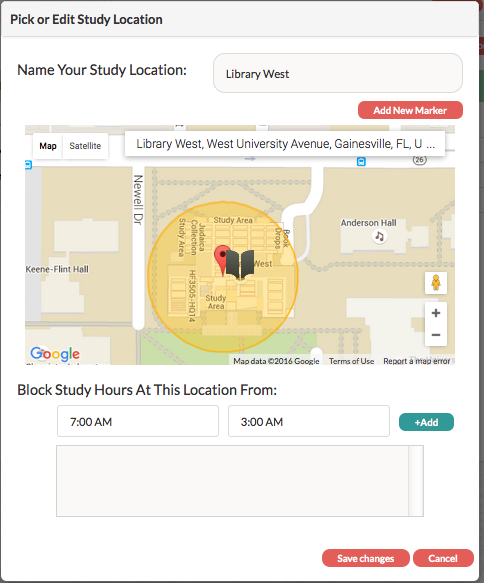 Pick or Edit Study Location
Name Your Study Location:
Library West
Add New Marker
Map
Satellite
Library West, West University Avenue, Gainesville, FL, U ...
26
Newell Dr
Study Area
Judaica
Collection
Study Area
Book
Drops
Anderson Hall
West
Keene-Flint Hall
HF3505-HQ14
Study
Area
+
−
Google
Map data ©2016 Google
Terms of Use
Report a map error
Block Study Hours At This Location From:
7:00 AM
3:00 AM
+Add
Save changes
Cancel